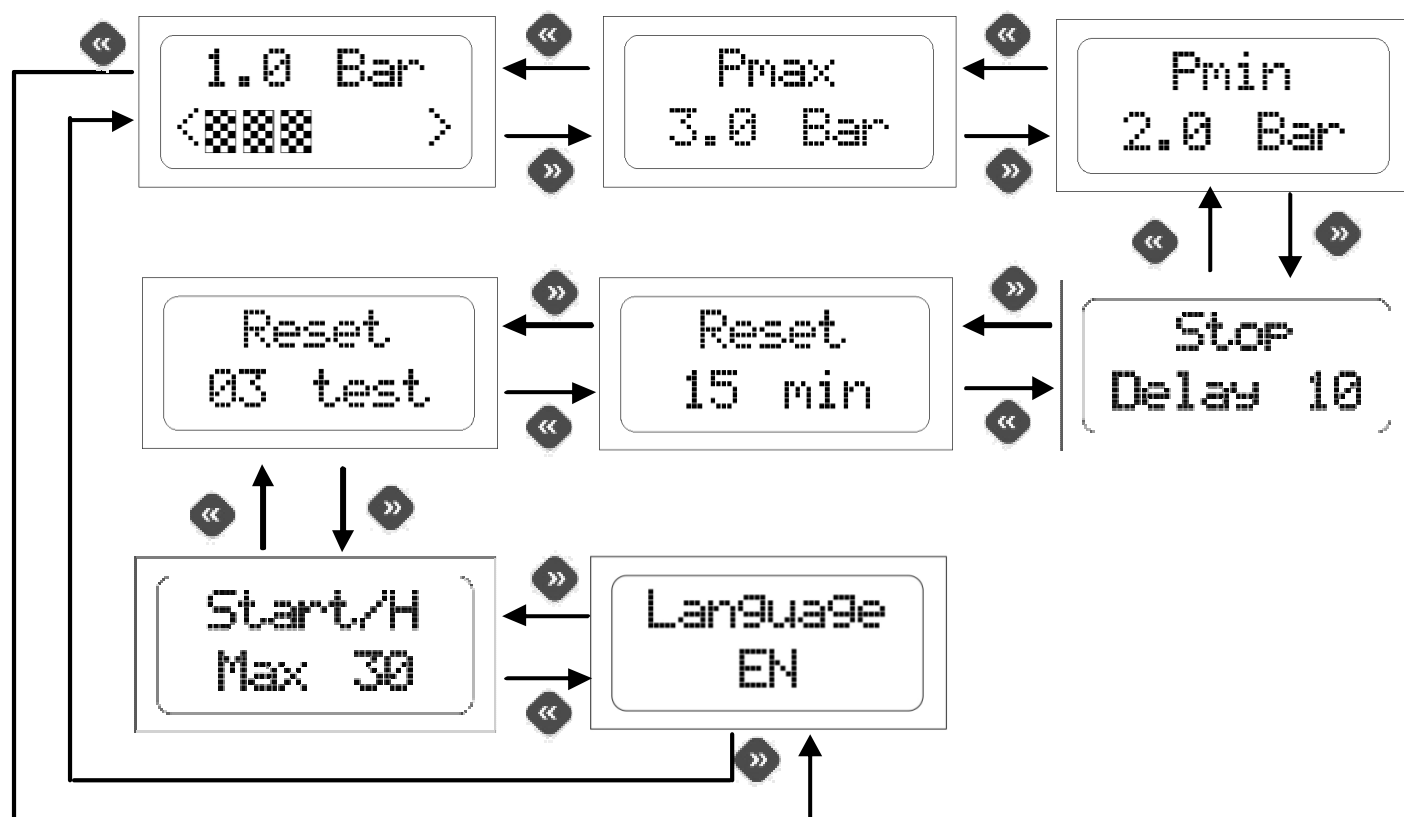 «
1.0 Bar
< >
«
»
Pmax
3.0 Bar
«
»
Pmin
2.0 Bar
«
»
Reset
03 test
»
«
Reset
15 min
»
«
Stop
Delay 10
«
»
Start/H
Max 30
»
«
Language
EN
»